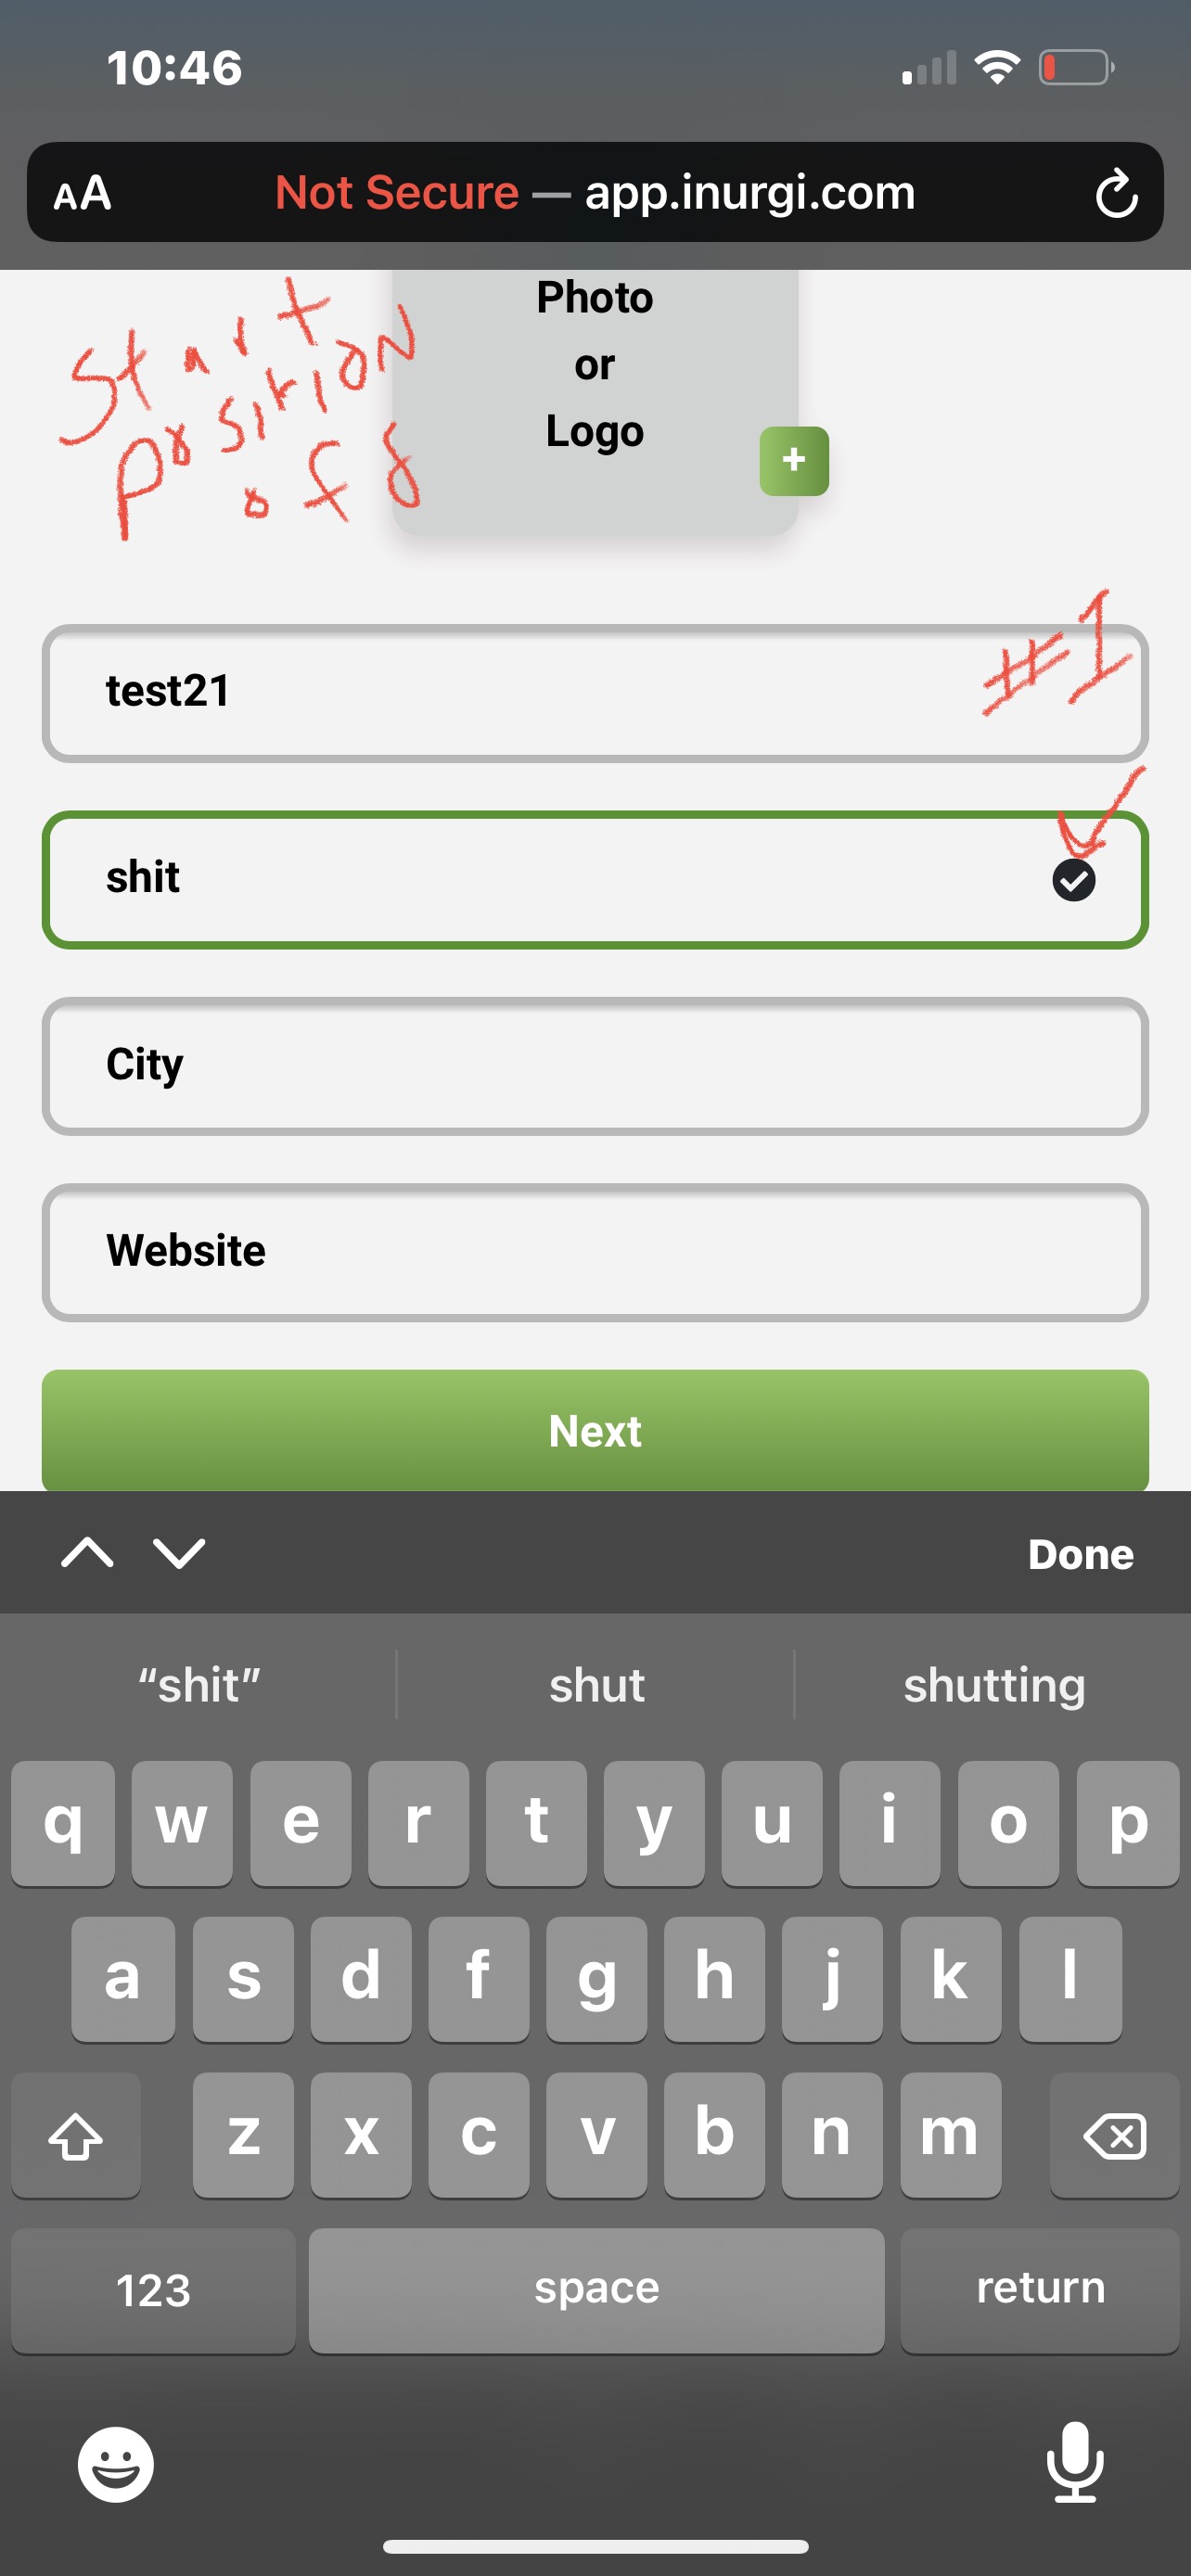 10:46
AA Not Secure — app.inurgi.com
Photo
or
Logo
+
Start
position
of
#1
test21
shit
City
Website
Next
Done
“shit” shut shutting
q w e r t y u i o p
a s d f g h j k l
z x c v b n m
123 space return